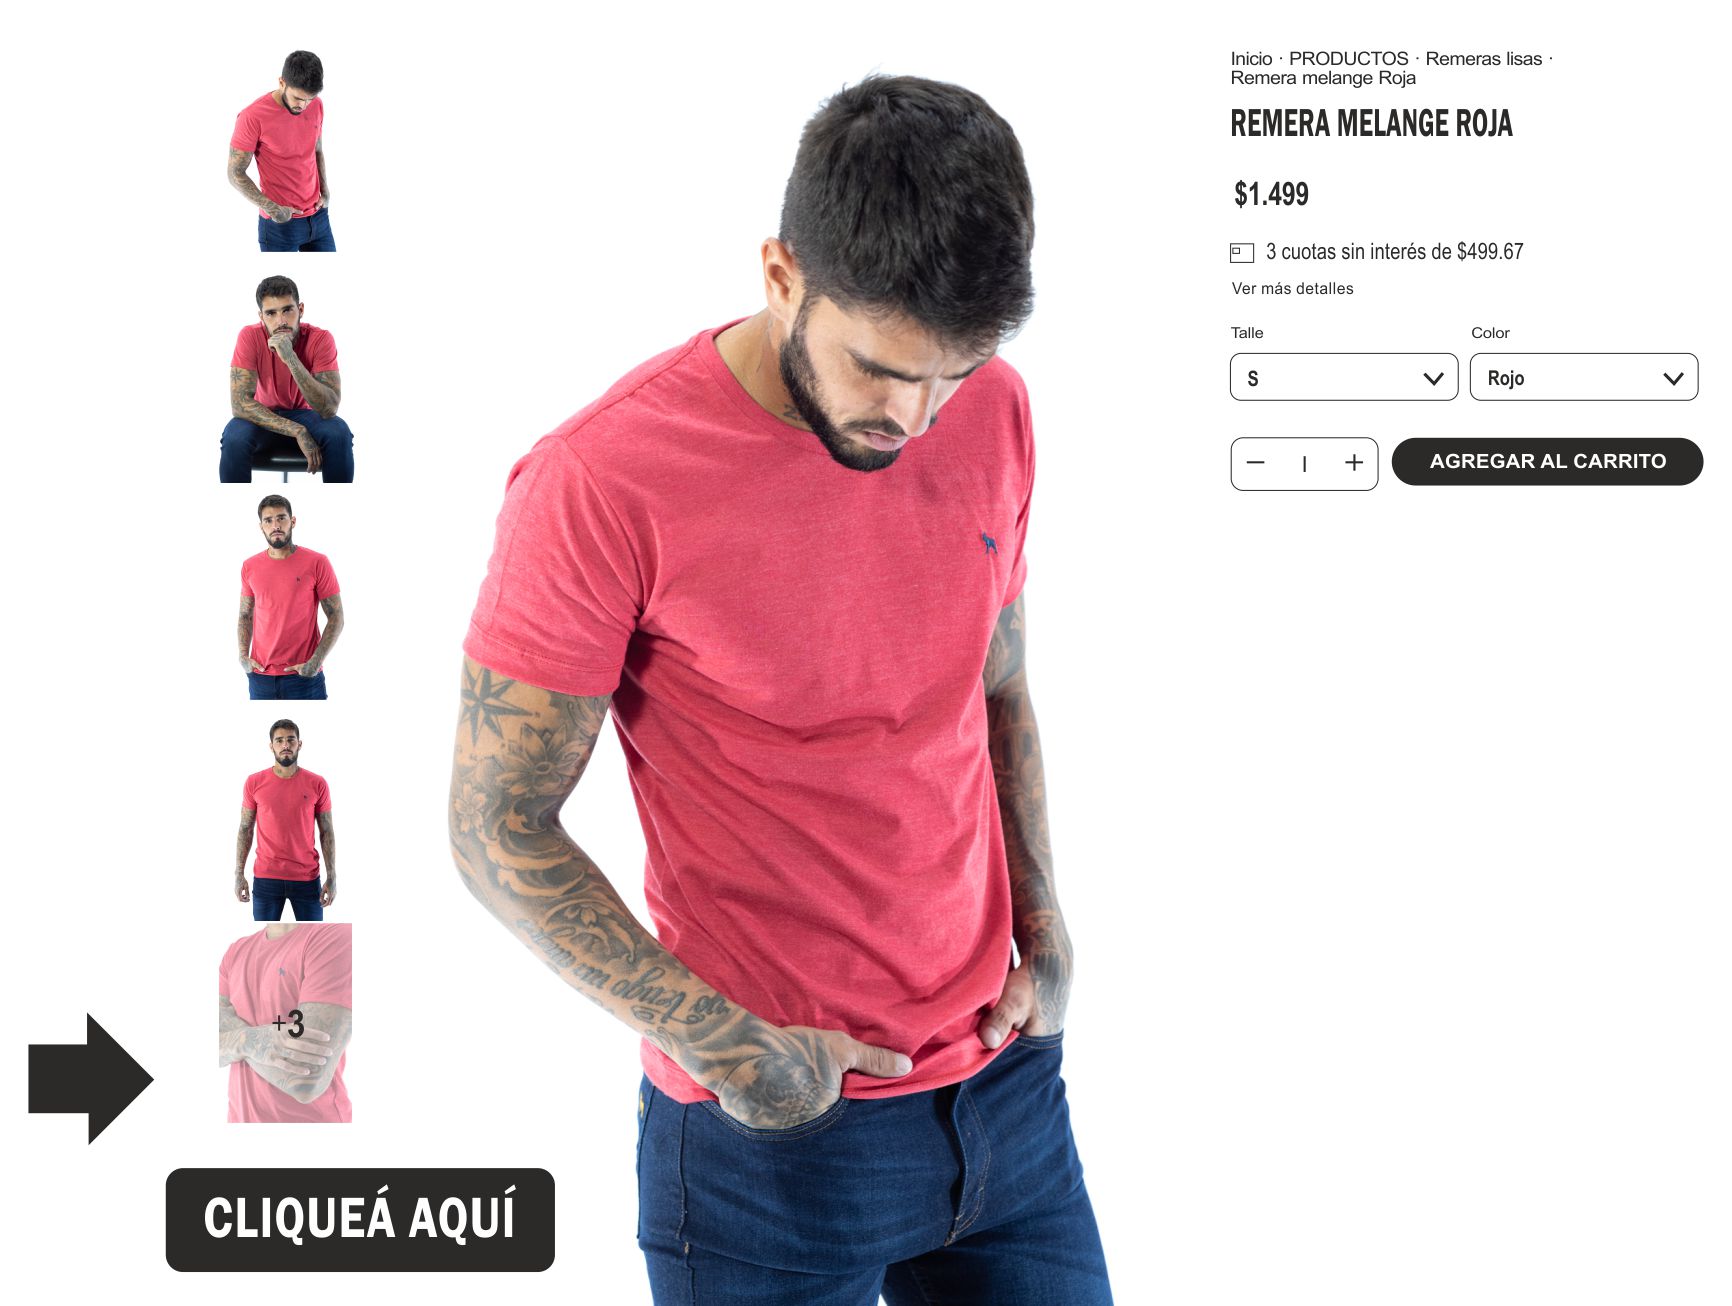 Inicio · PRODUCTOS · Remeras lisas ·
Remera melange Roja
REMERA MELANGE ROJA
$1.499
3 cuotas sin interés de $499.67
Ver más detalles
Talle Color
S Rojo
— 1 + AGREGAR AL CARRITO
+3
CLIQUEÁ AQUÍ